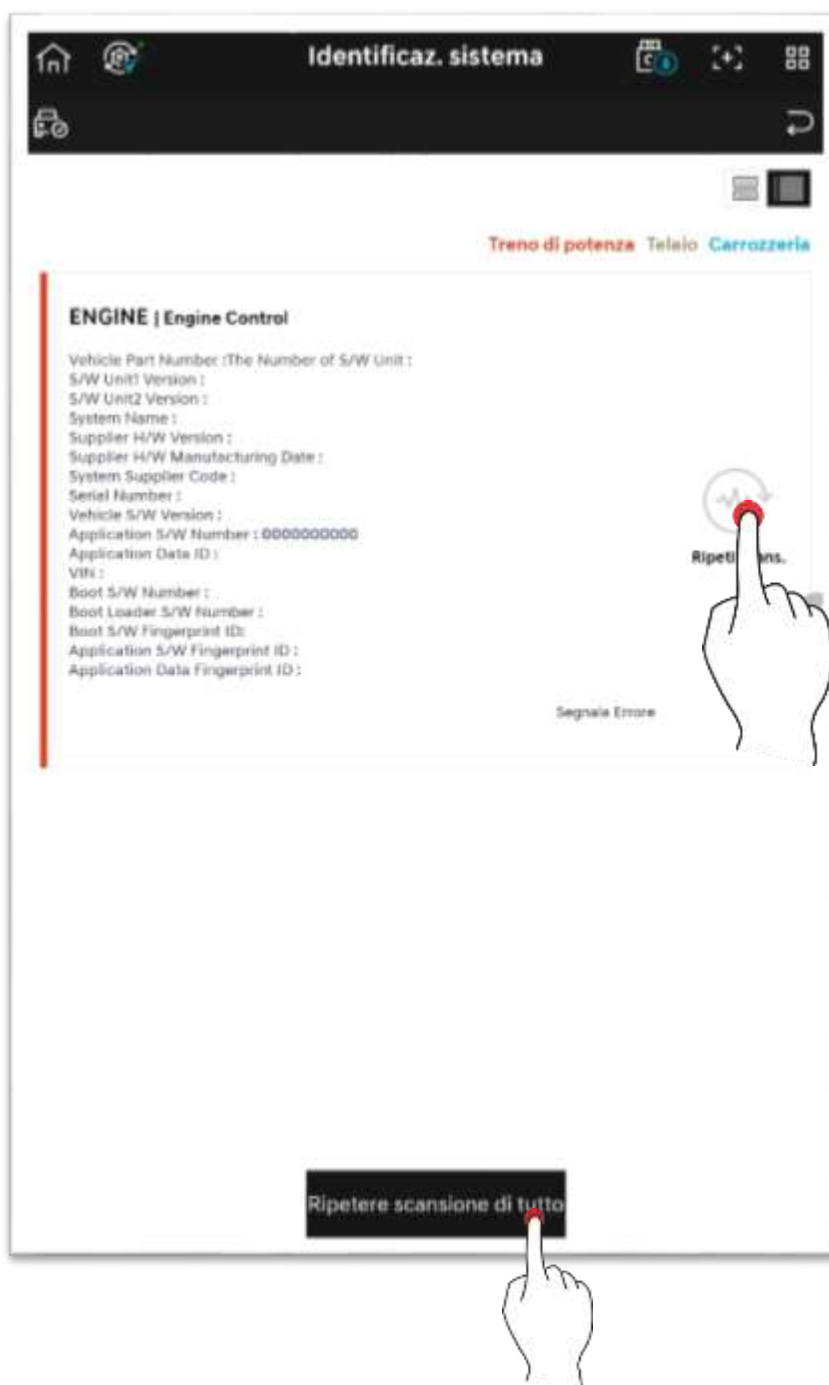 Identificaz. sistema
Treno di potenza Telaio Carrozzeria
ENGINE | Engine Control
Vehicle Part Number :The Number of S/W Unit :
S/W Unit1 Version :
S/W Unit2 Version :
System Name :
Supplier H/W Version :
Supplier H/W Manufacturing Date :
System Supplier Code :
Serial Number :
Vehicle S/W Version :
Application S/W Number : 0000000000
Application Data ID :
VIN :
Boot S/W Number :
Boot Loader S/W Number :
Boot S/W Fingerprint ID:
Application S/W Fingerprint ID :
Application Data Fingerprint ID :
Segnala Errore
Ripetere scansione di tutto